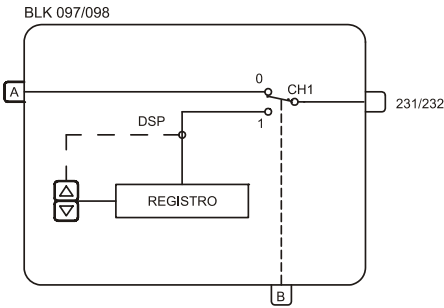 BLK 097/098
A
0
CH1
231/232
DSP
1
REGISTRO
B